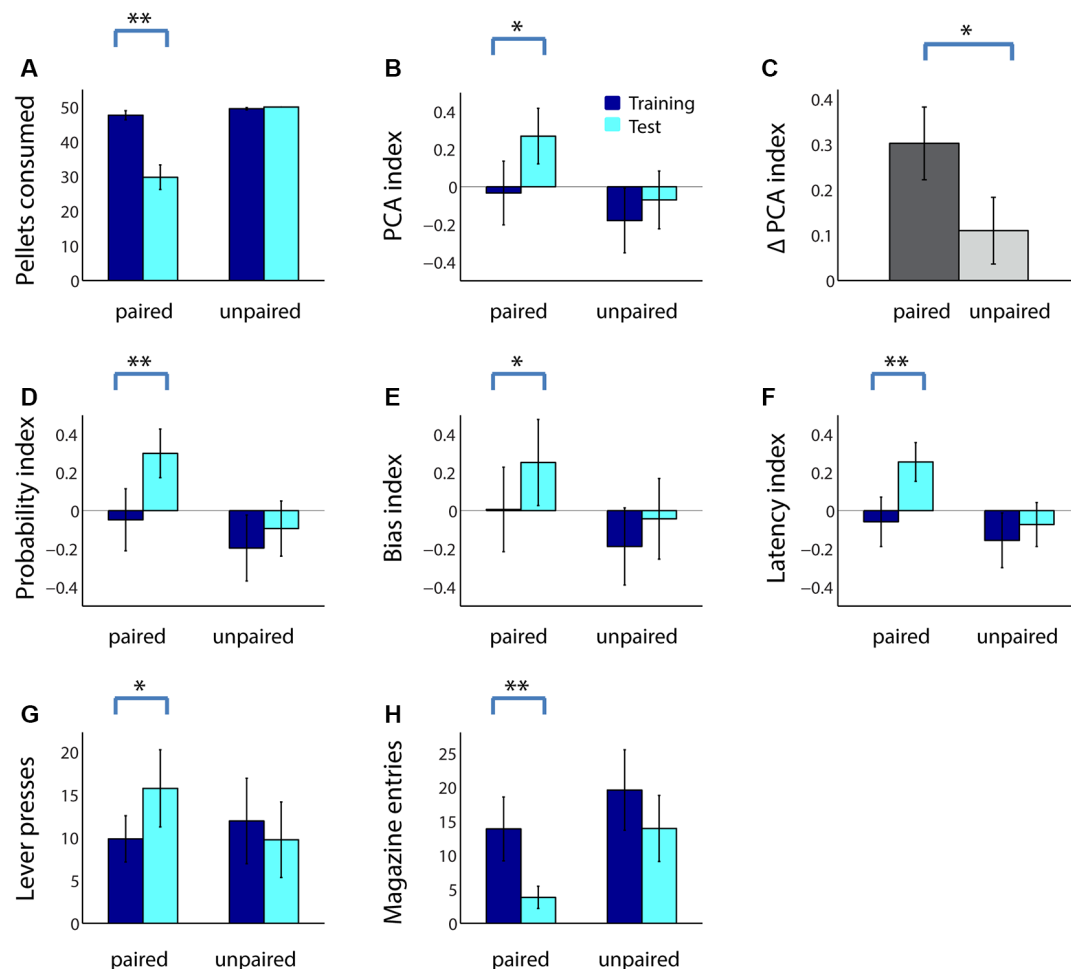 **
A
Pellets consumed
50
40
30
20
10
0
paired unpaired
*
B
PCA index
0.4
0.2
0
−0.2
−0.4
Training
Test
paired unpaired
*
C
Δ PCA index
0.4
0.3
0.2
0.1
0
paired unpaired
**
D
Probability index
0.4
0.2
0
−0.2
−0.4
paired unpaired
*
E
Bias index
0.4
0.2
0
−0.2
−0.4
paired unpaired
**
F
Latency index
0.4
0.2
0
−0.2
−0.4
paired unpaired
*
G
Lever presses
20
15
10
5
0
paired unpaired
**
H
Magazine entries
25
20
15
10
5
0
paired unpaired